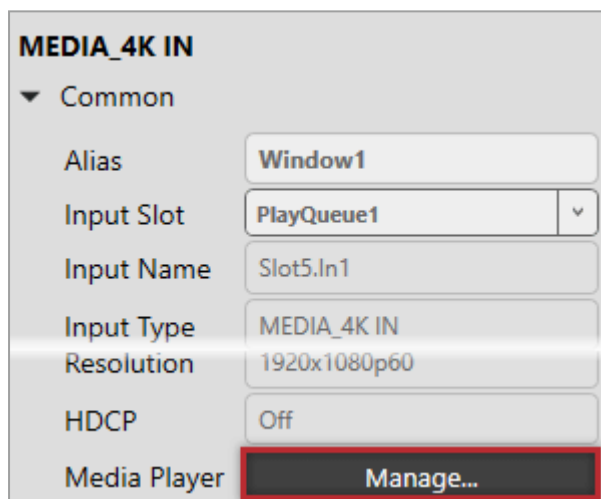 MEDIA_4K IN
Common
Alias Window1
Input Slot PlayQueue1
Input Name Slot5.In1
Input Type MEDIA_4K IN
Resolution 1920x1080p60
HDCP Off
Media Player Manage...